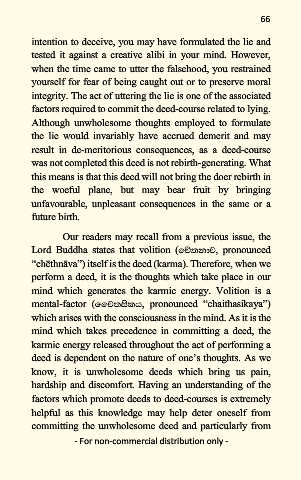 66
intention to deceive, you may have formulated the lie and
tested it against a creative alibi in your mind. However,
when the time came to utter the falsehood, you restrained
yourself for fear of being caught out or to preserve moral
integrity. The act of uttering the lie is one of the associated
factors required to commit the deed-course related to lying.
Although unwholesome thoughts employed to formulate
the lie would invariably have accrued demerit and may
result in de-meritorious consequences, as a deed-course
was not completed this deed is not rebirth-generating. What
this means is that this deed will not bring the doer rebirth in
the woeful plane, but may bear fruit by bringing
unfavourable, unpleasant consequences in the same or a
future birth.
Our readers may recall from a previous issue, the
Lord Buddha states that volition (චේතනාව, pronounced
“chēthnāva”) itself is the deed (karma). Therefore, when we
perform a deed, it is the thoughts which take place in our
mind which generates the karmic energy. Volition is a
mental-factor (චෛතසිකය, pronounced “chaithasikaya”)
which arises with the consciousness in the mind. As it is the
mind which takes precedence in committing a deed, the
karmic energy released throughout the act of performing a
deed is dependent on the nature of one’s thoughts. As we
know, it is unwholesome deeds which bring us pain,
hardship and discomfort. Having an understanding of the
factors which promote deeds to deed-courses is extremely
helpful as this knowledge may help deter oneself from
committing the unwholesome deed and particularly from
- For non-commercial distribution only -